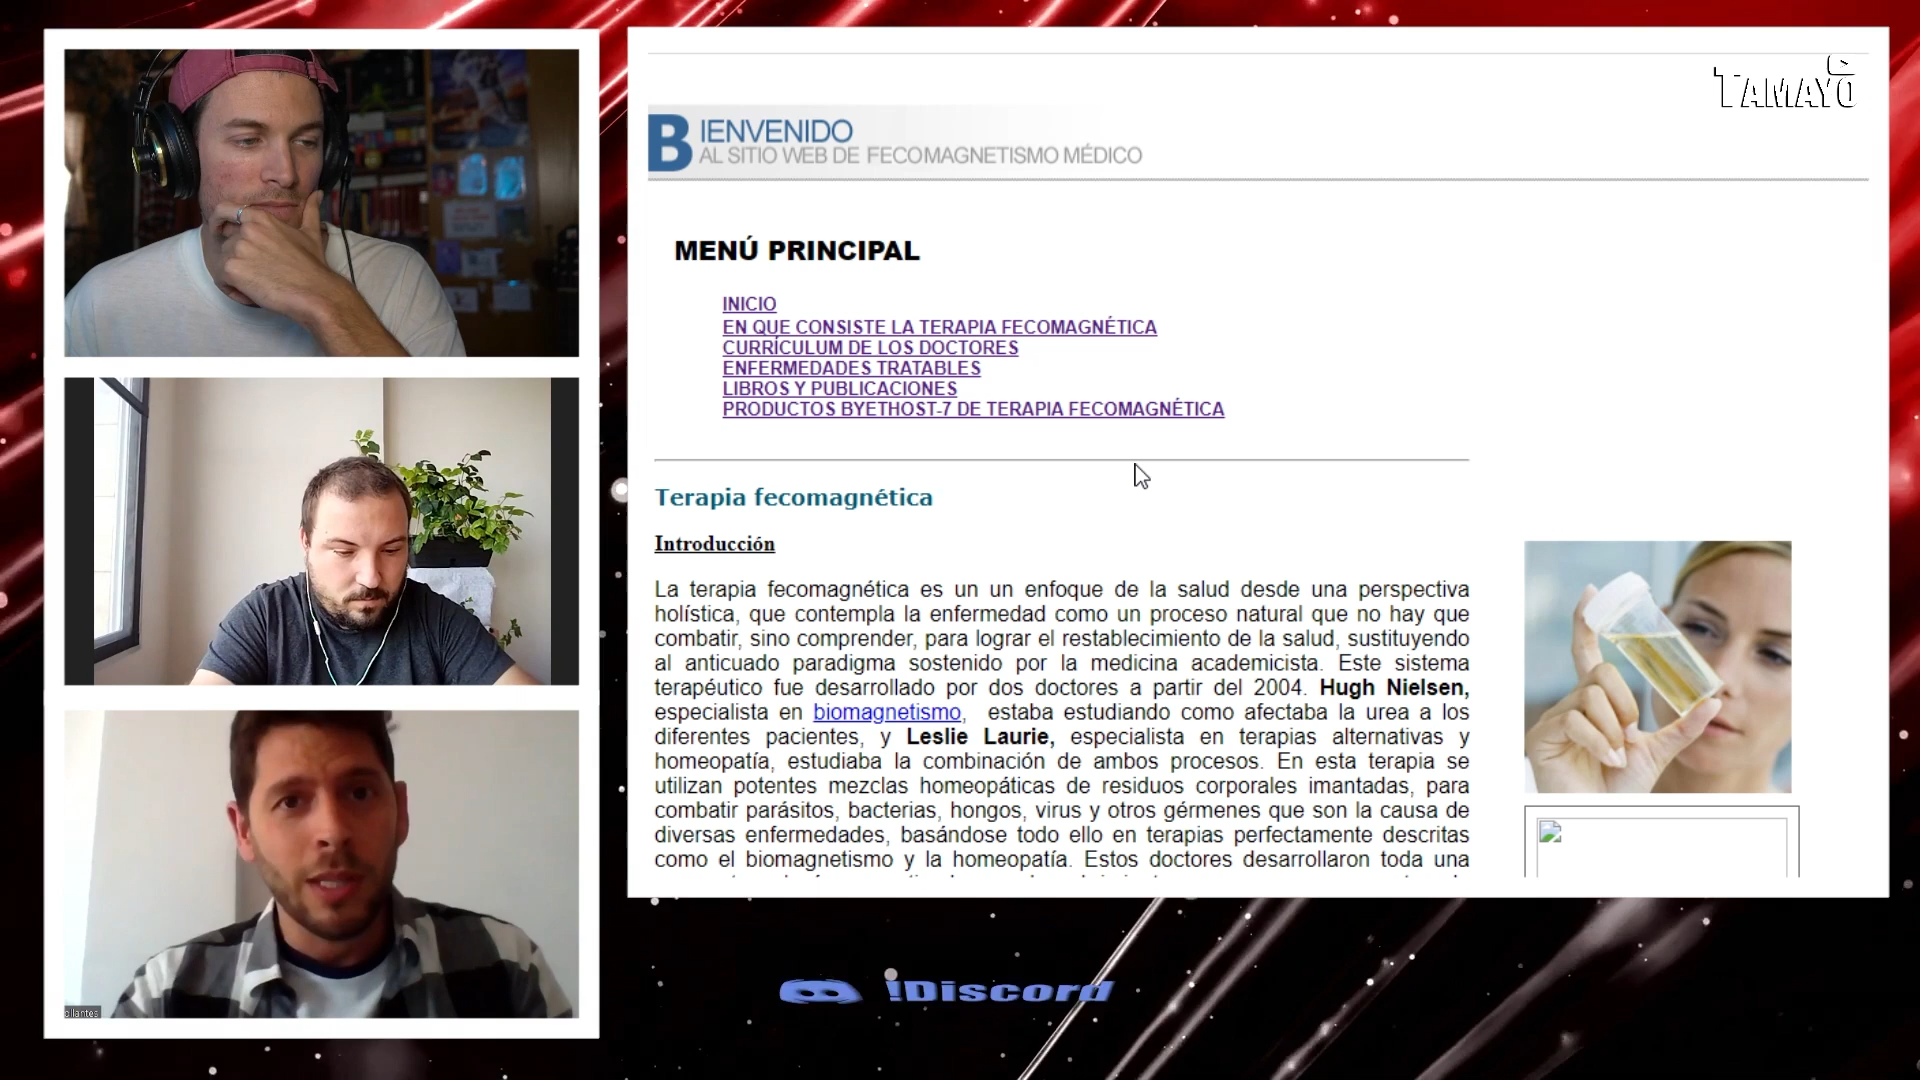 TAMAYO
BIENVENIDO
AL SITIO WEB DE FECOMAGNETISMO MÉDICO
MENÚ PRINCIPAL
INICIO
EN QUE CONSISTE LA TERAPIA FECOMAGNÉTICA
CURRÍCULUM DE LOS DOCTORES
ENFERMEDADES TRATABLES
LIBROS Y PUBLICACIONES
PRODUCTOS BYETHOST-7 DE TERAPIA FECOMAGNÉTICA
Terapia fecomagnética
Introducción
La terapia fecomagnética es un un enfoque de la salud desde una perspectiva
holística, que contempla la enfermedad como un proceso natural que no hay que
combatir, sino comprender, para lograr el restablecimiento de la salud, sustituyendo
al anticuado paradigma sostenido por la medicina academicista. Este sistema
terapéutico fue desarrollado por dos doctores a partir del 2004. Hugh Nielsen,
especialista en biomagnetismo, estaba estudiando como afectaba la urea a los
diferentes pacientes, y Leslie Laurie, especialista en terapias alternativas y
homeopatía, estudiaba la combinación de ambos procesos. En esta terapia se
utilizan potentes mezclas homeopáticas de residuos corporales imantadas, para
combatir parásitos, bacterias, hongos, virus y otros gérmenes que son la causa de
diversas enfermedades, basándose todo ello en terapias perfectamente descritas
como el biomagnetismo y la homeopatía. Estos doctores desarrollaron toda una
ollantes
!Discord